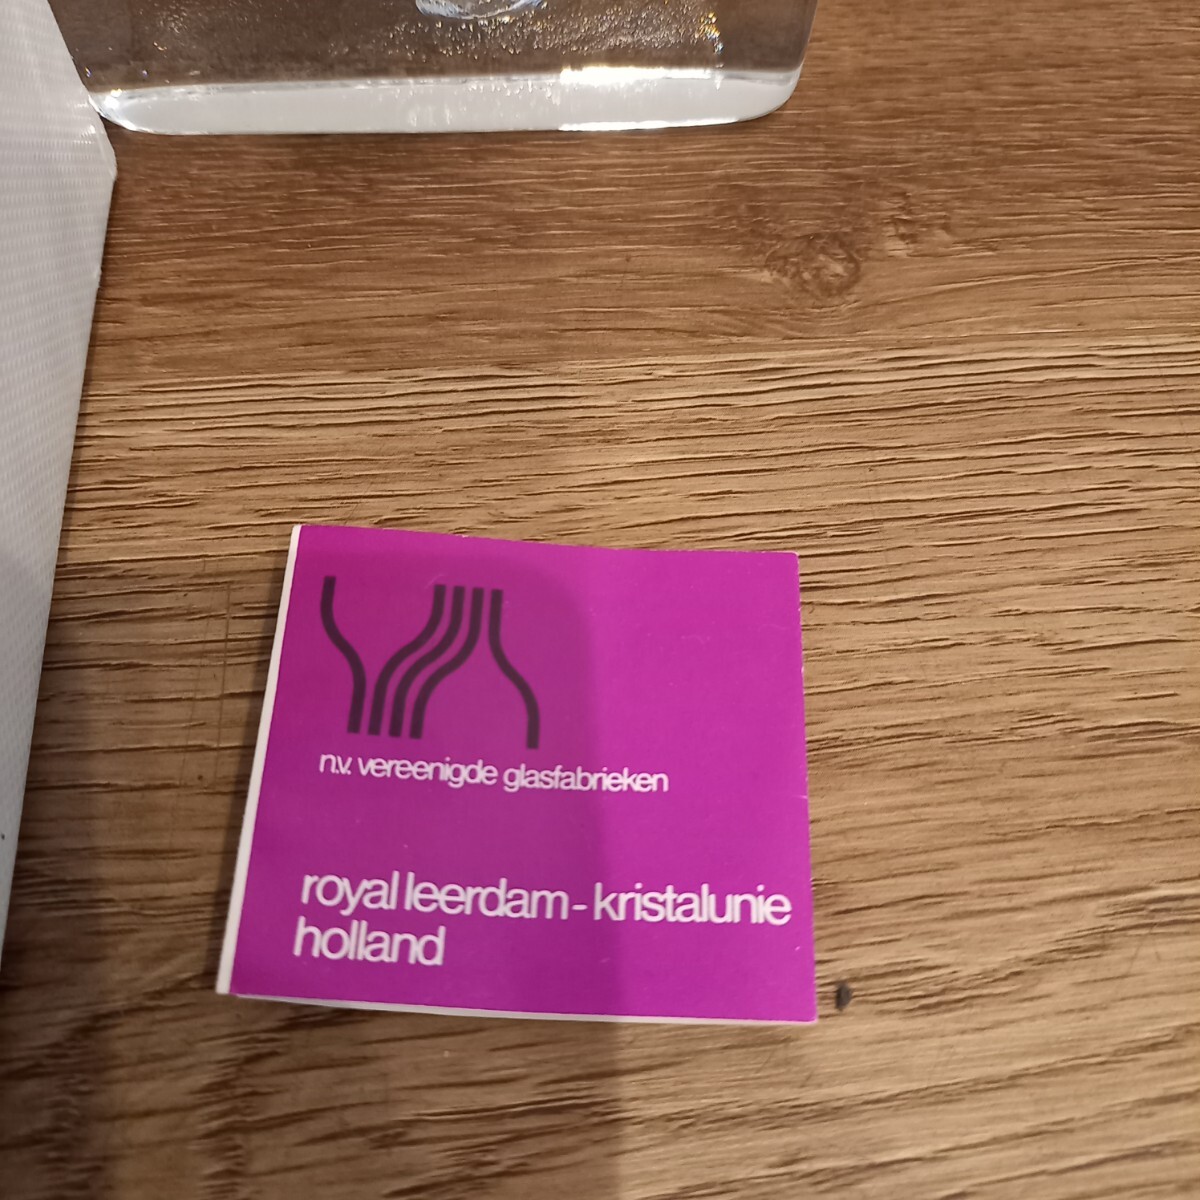 n.v. vereenigde glasfabrieken
royal leerdam - kristalunie
holland